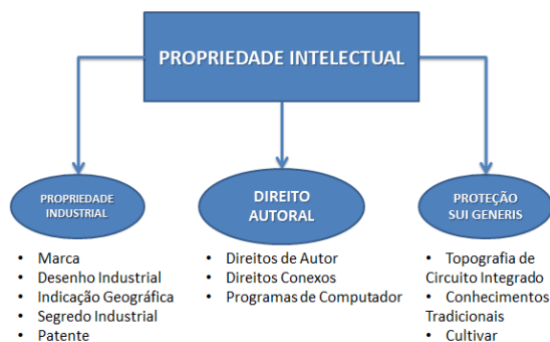 PROPRIEDADE INTELECTUAL
PROPRIEDADE
INDUSTRIAL
• Marca
• Desenho Industrial
• Indicação Geográfica
• Segredo Industrial
• Patente
DIREITO
AUTORAL
• Direitos de Autor
• Direitos Conexos
• Programas de Computador
PROTEÇÃO
SUI GENERIS
• Topografia de
Circuito Integrado
• Conhecimentos
Tradicionais
• Cultivar